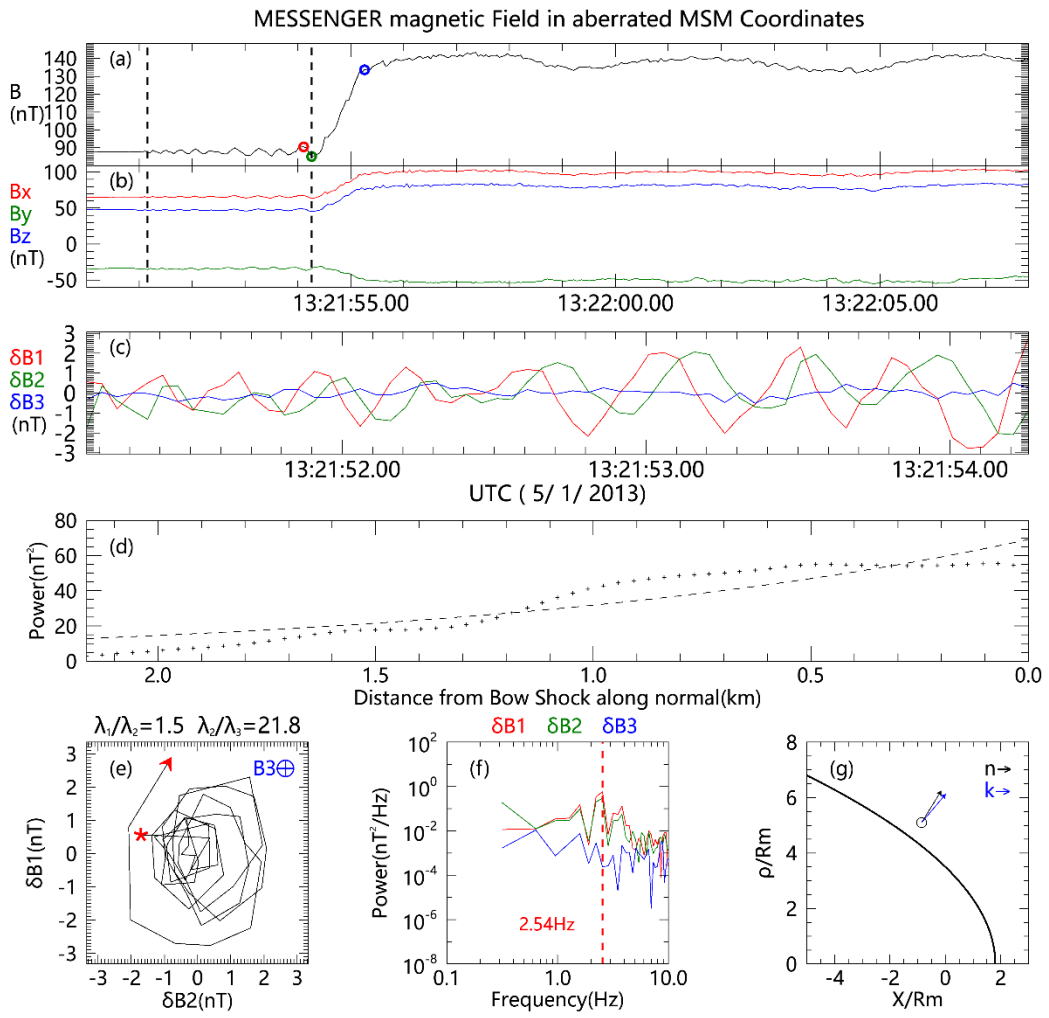 MESSENGER magnetic Field in aberrated MSM Coordinates
(a)
B
(nT)
140
130
120
110
100
90
80
(b)
Bx
By
Bz
(nT)
100
50
0
-50
13:21:55.00 13:22:00.00 13:22:05.00
(c)
δB1
δB2
δB3
(nT)
3
2
1
0
-1
-2
-3
13:21:52.00 13:21:53.00 13:21:54.00
UTC ( 5/ 1/ 2013)
(d)
Power(nT²)
80
60
40
20
0
2.0 1.5 1.0 0.5 0.0
Distance from Bow Shock along normal(km)
λ₁/λ₂=1.5 λ₂/λ₃=21.8
(e)
B3⊕
δB1(nT)
3
2
1
0
-1
-2
-3
-3 -2 -1 0 1 2 3
δB2(nT)
δB1 δB2 δB3
(f)
Power(nT²/Hz)
10²
10⁰
10⁻²
10⁻⁴
10⁻⁶
10⁻⁸
2.54Hz
0.1 1.0 10.0
Frequency(Hz)
(g)
n→
k→
ρ/Rm
8
6
4
2
0
-4 -2 0 2
X/Rm